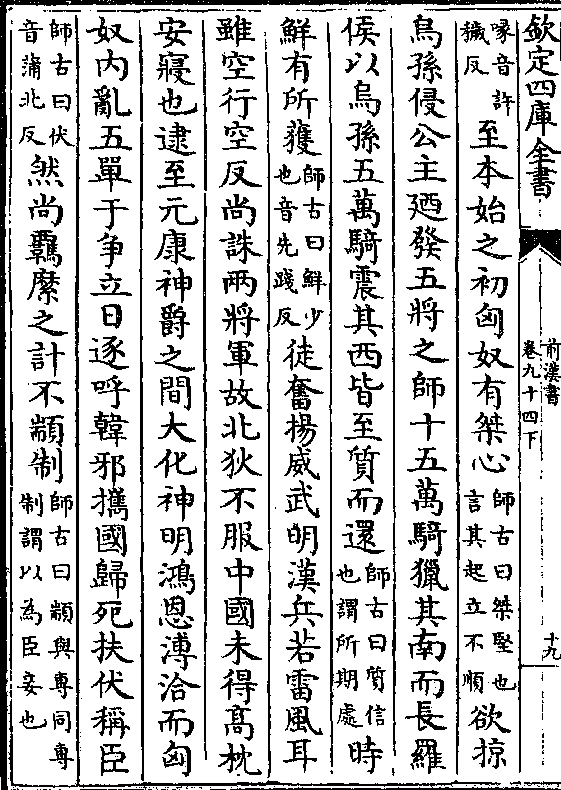 欽定四庫全書
前漢書
卷九十四下
十九
喙音許
穢反
至本始之初匈奴有桀心
師古曰桀堅也
言其起立不順
欲掠
烏孫侵公主廼發五將之師十五萬騎獵其南而長羅
侯以烏孫五萬騎震其西皆至質而還
師古曰質信
也謂所期處
時
鮮有所獲
師古曰鮮少
也音先踐反
徒奮揚威武明漢兵若雷風耳
雖空行空反尚誅兩將軍故北狄不服中國未得髙枕
安寢也逮至元康神爵之間大化神明鴻恩溥洽而匈
奴内亂五單于争立日逐呼韓邪攜國歸死扶伏稱臣
師古曰伏
音蒲北反
然尚羈縻之計不顓制
師古曰顓與專同專
制謂以為臣妾也